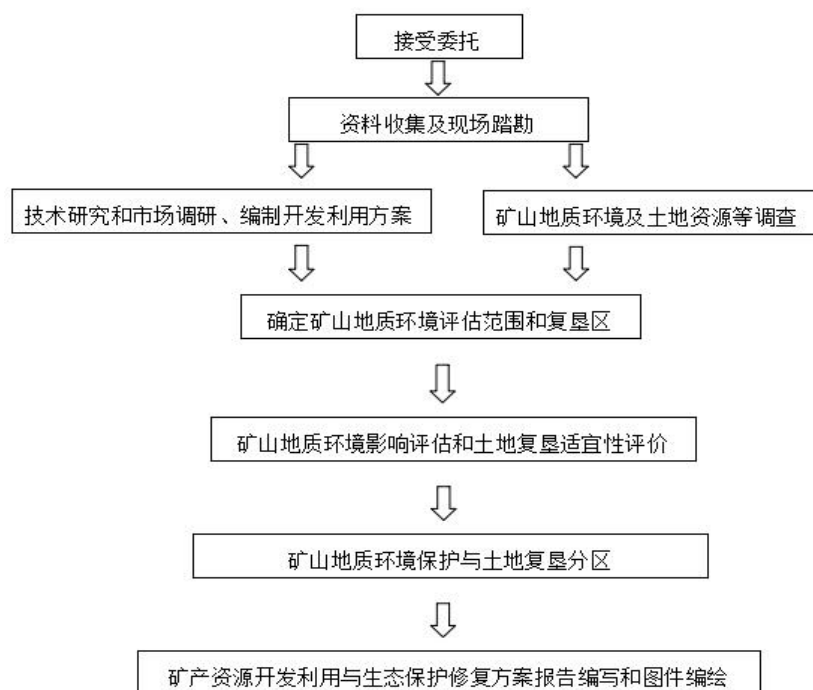 接受委托
资料收集及现场踏勘
技术研究和市场调研、编制开发利用方案
矿山地质环境及土地资源等调查
确定矿山地质环境评估范围和复垦区
矿山地质环境影响评估和土地复垦适宜性评价
矿山地质环境保护与土地复垦分区
矿产资源开发利用与生态保护修复方案报告编写和图件编绘